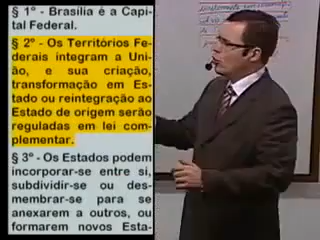 § 1º - Brasilia é a Capi-
tal Federal.
§ 2º - Os Territórios Fe-
derais integram a Uni-
ão, e sua criação,
transformação em Es-
tado ou reintegração ao
Estado de origem serão
reguladas em lei com-
plementar.
§ 3º - Os Estados podem
incorporar-se entre si,
subdividir-se ou des-
membrar-se para se
anexarem a outros, ou
formarem novos Esta-